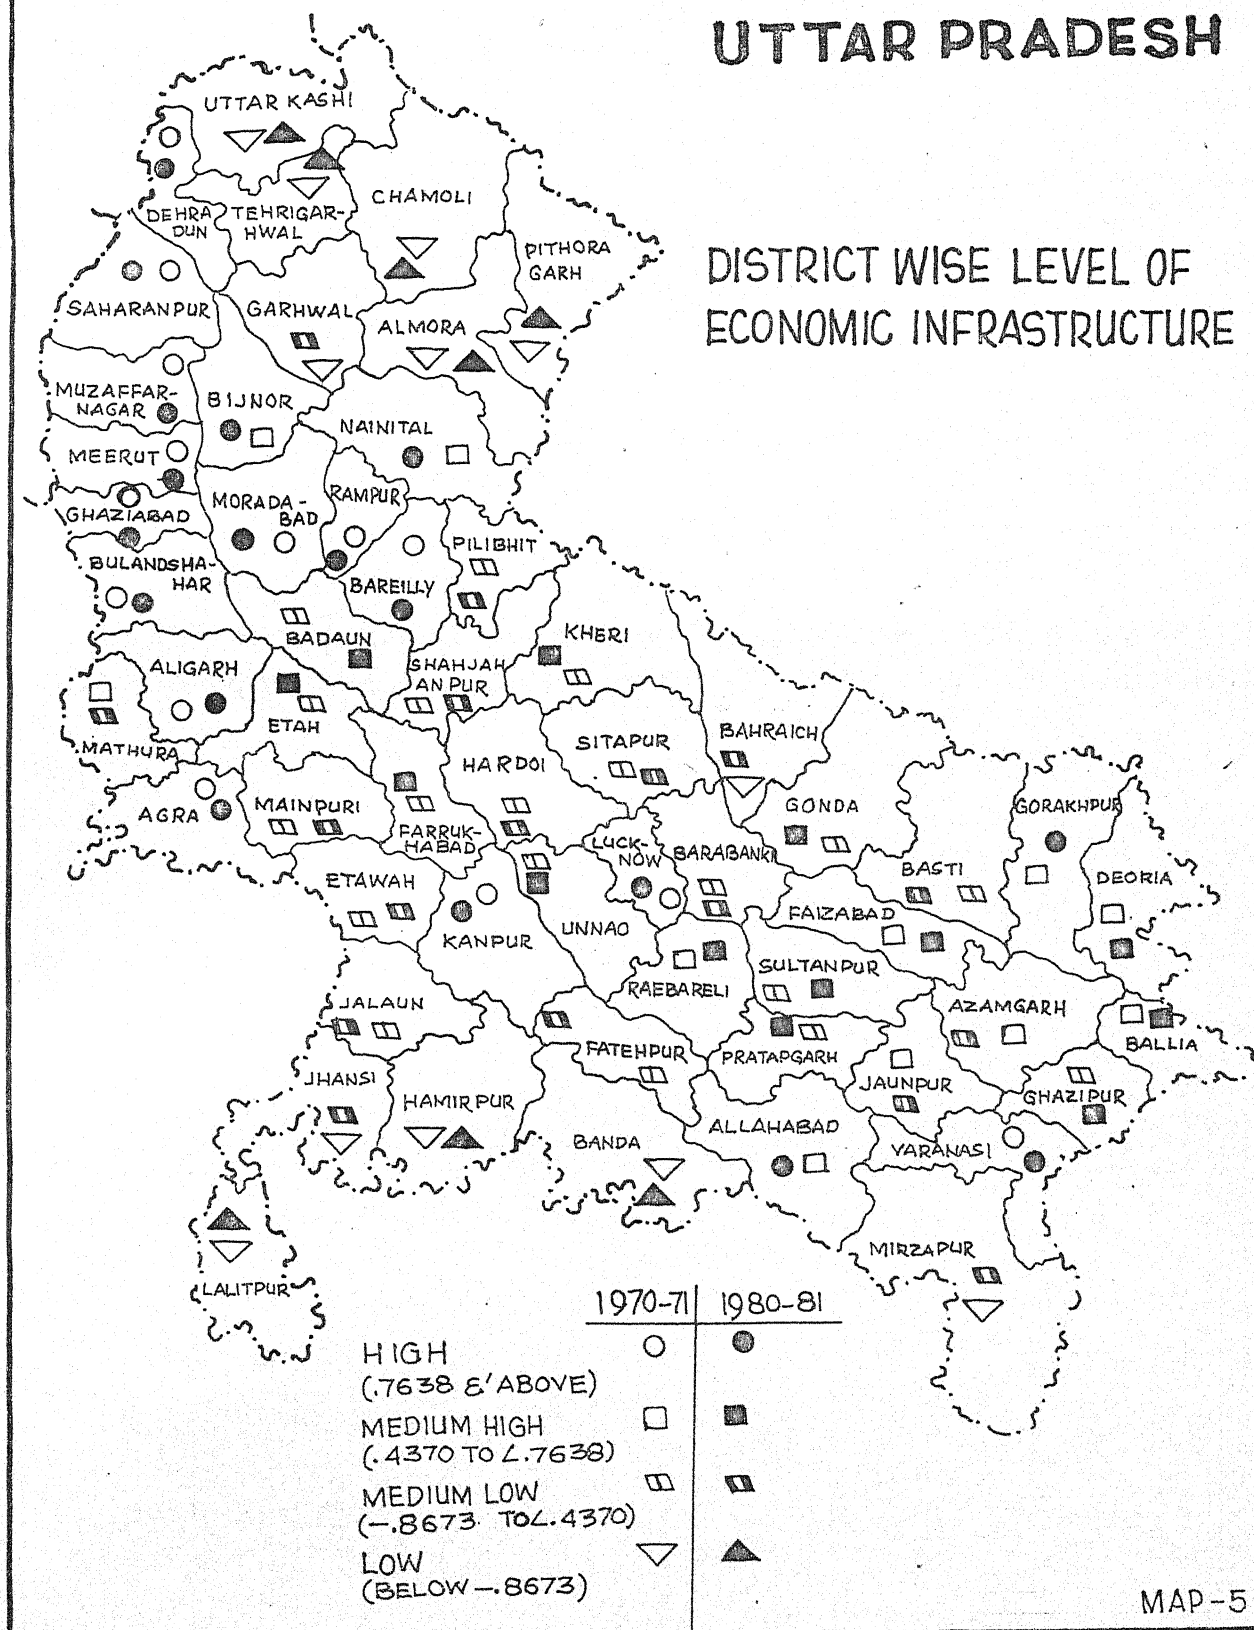 UTTAR PRADESH
DISTRICT WISE LEVEL OF
ECONOMIC INFRASTRUCTURE
UTTAR KASHI
CHAMOLI
DEHRA
DUN
TEHRIGAR-
HWAL
PITHORA
GARH
SAHARANPUR
GARHWAL
ALMORA
MUZAFFAR-
NAGAR
BIJNOR
NAINITAL
MEERUT
MORADA-
BAD
RAMPUR
GHAZIABAD
PILIBHIT
BULANDSHA-
HAR
BAREILLY
BADAUN
KHERI
ALIGARH
SHAHJAH
ANPUR
ETAH
MATHURA
SITAPUR
BAHRAICH
HARDOI
AGRA
MAINPURI
FARRUK-
HABAD
GONDA
GORAKHPUR
LUCK-
NOW
BARABANKI
BASTI
DEORIA
ETAWAH
FAIZABAD
KANPUR
UNNAO
RAEBARELI
SULTANPUR
JALAUN
AZAMGARH
BALLIA
FATEHPUR
PRATAPGARH
JHANSI
HAMIRPUR
JAUNPUR
GHAZIPUR
BANDA
ALLAHABAD
VARANASI
MIRZAPUR
LALITPUR
1970-71 1980-81
HIGH
(.7638 &' ABOVE)
MEDIUM HIGH
(.4370 TO ∠.7638)
MEDIUM LOW
(-.8673 TO∠.4370)
LOW
(BELOW -.8673)
MAP-5